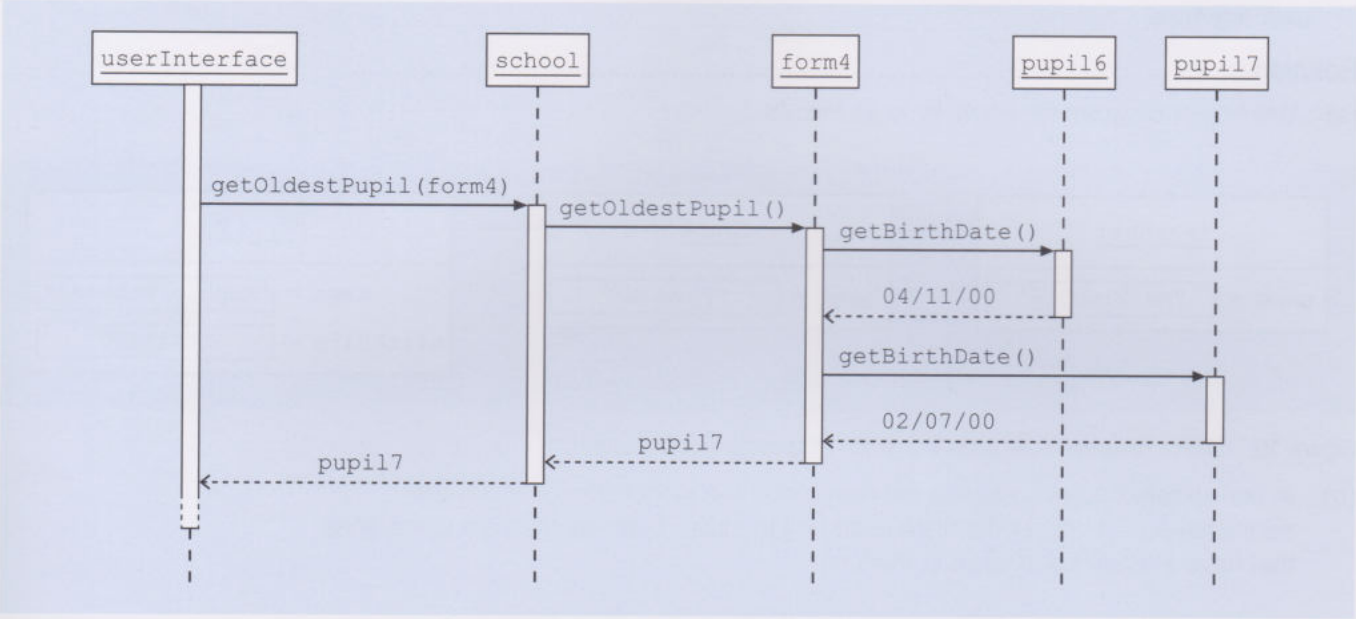 userInterface
school
form4
pupil6
pupil7
getOldestPupil(form4)
getOldestPupil()
getBirthDate()
04/11/00
getBirthDate()
02/07/00
pupil7
pupil7